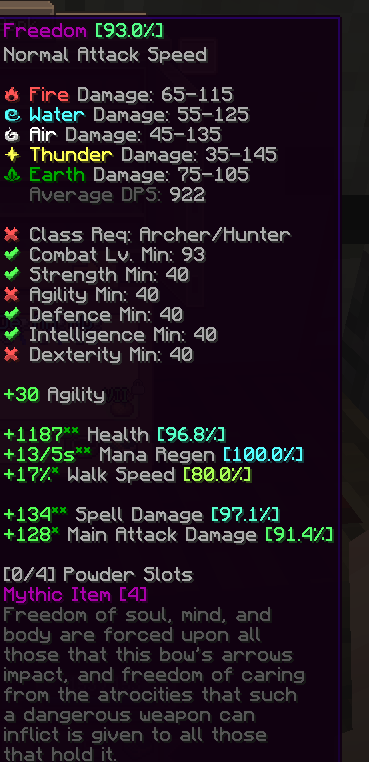 Freedom [93.0%]
Normal Attack Speed
Fire Damage: 65-115
Water Damage: 55-125
Air Damage: 45-135
Thunder Damage: 35-145
Earth Damage: 75-105
Average DPS: 922
✖ Class Req: Archer/Hunter
✔ Combat Lv. Min: 93
✔ Strength Min: 40
✖ Agility Min: 40
✔ Defence Min: 40
✔ Intelligence Min: 40
✖ Dexterity Min: 40
+30 Agility
+1187** Health [96.8%]
+13/5s** Mana Regen [100.0%]
+17%* Walk Speed [80.0%]
+134** Spell Damage [97.1%]
+128* Main Attack Damage [91.4%]
[0/4] Powder Slots
Mythic Item [4]
Freedom of soul, mind, and
body are forced upon all
those that this bow's arrows
impact, and freedom of caring
from the atrocities that such
a dangerous weapon can
inflict is given to all those
that hold it.